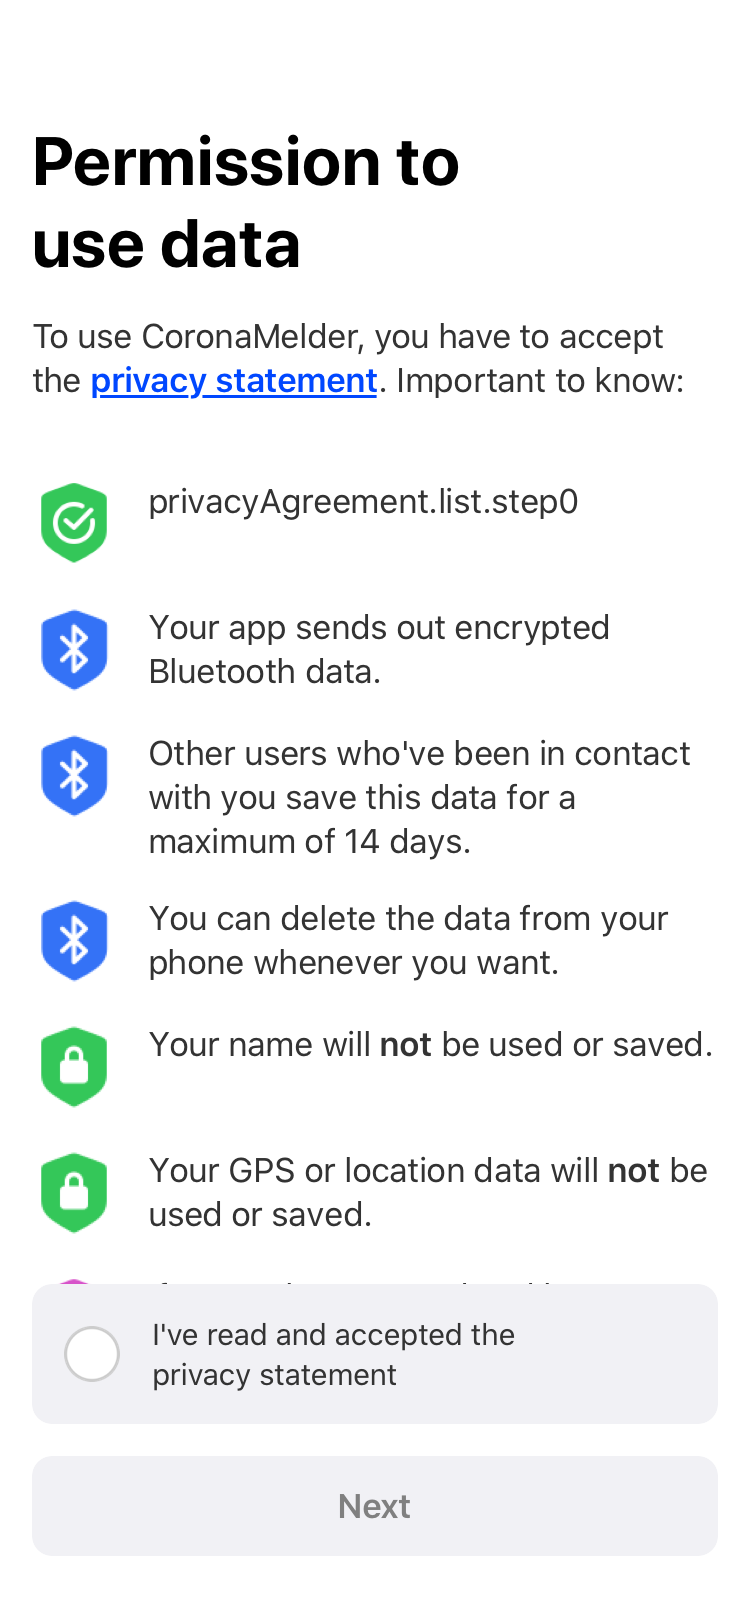 Permission to
use data
To use CoronaMelder, you have to accept
the privacy statement. Important to know:
privacyAgreement.list.step0
Your app sends out encrypted
Bluetooth data.
Other users who've been in contact
with you save this data for a
maximum of 14 days.
You can delete the data from your
phone whenever you want.
Your name will not be used or saved.
Your GPS or location data will not be
used or saved.
I've read and accepted the
privacy statement
Next